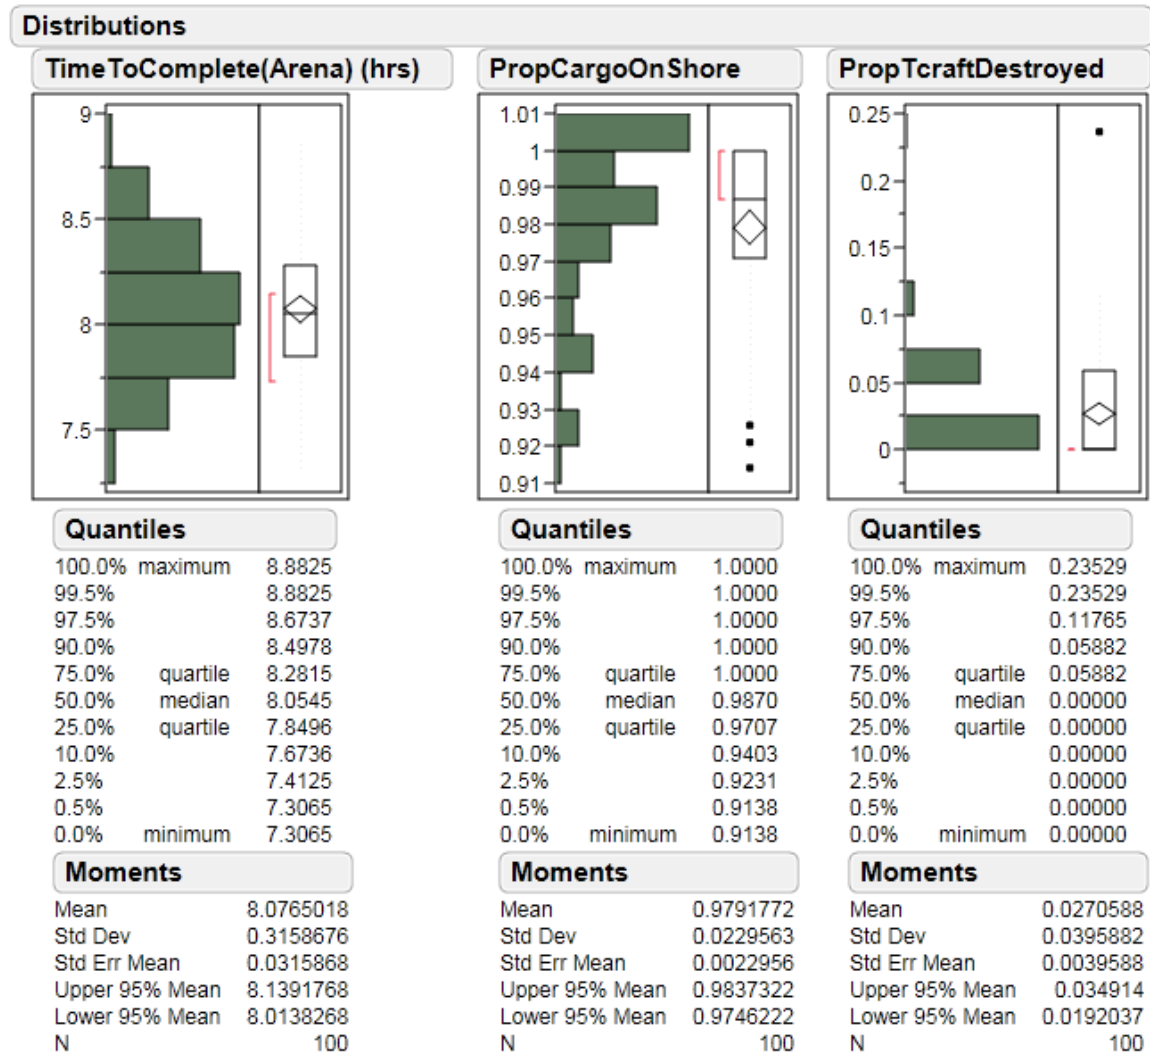 Distributions
TimeToComplete(Arena) (hrs)
9
8.5
8
7.5
Quantiles
100.0% maximum 8.8825
99.5% 8.8825
97.5% 8.6737
90.0% 8.4978
75.0% quartile 8.2815
50.0% median 8.0545
25.0% quartile 7.8496
10.0% 7.6736
2.5% 7.4125
0.5% 7.3065
0.0% minimum 7.3065
Moments
Mean 8.0765018
Std Dev 0.3158676
Std Err Mean 0.0315868
Upper 95% Mean 8.1391768
Lower 95% Mean 8.0138268
N 100
PropCargoOnShore
1.01
1
0.99
0.98
0.97
0.96
0.95
0.94
0.93
0.92
0.91
Quantiles
100.0% maximum 1.0000
99.5% 1.0000
97.5% 1.0000
90.0% 1.0000
75.0% quartile 1.0000
50.0% median 0.9870
25.0% quartile 0.9707
10.0% 0.9403
2.5% 0.9231
0.5% 0.9138
0.0% minimum 0.9138
Moments
Mean 0.9791772
Std Dev 0.0229563
Std Err Mean 0.0022956
Upper 95% Mean 0.9837322
Lower 95% Mean 0.9746222
N 100
PropTcraftDestroyed
0.25
0.2
0.15
0.1
0.05
0
Quantiles
100.0% maximum 0.23529
99.5% 0.23529
97.5% 0.11765
90.0% 0.05882
75.0% quartile 0.05882
50.0% median 0.00000
25.0% quartile 0.00000
10.0% 0.00000
2.5% 0.00000
0.5% 0.00000
0.0% minimum 0.00000
Moments
Mean 0.0270588
Std Dev 0.0395882
Std Err Mean 0.0039588
Upper 95% Mean 0.034914
Lower 95% Mean 0.0192037
N 100